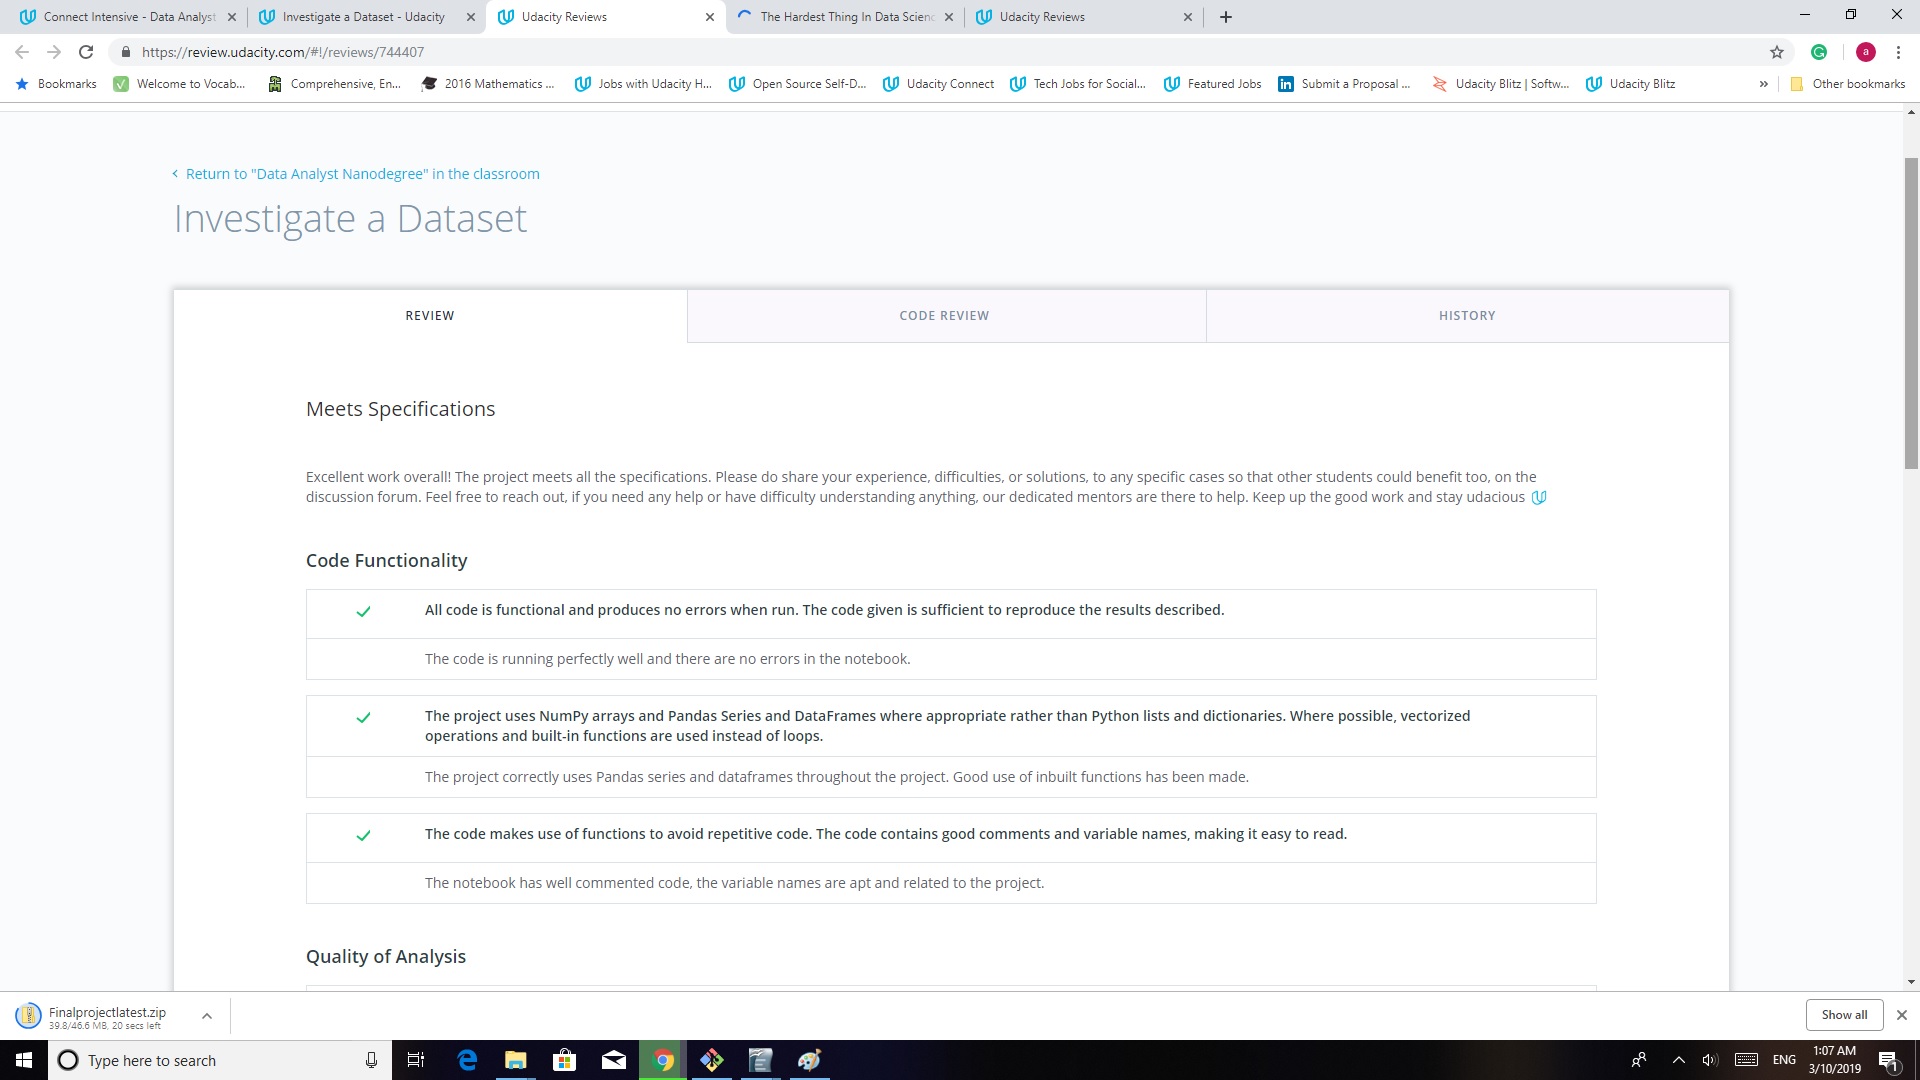 Connect Intensive - Data Analyst
Investigate a Dataset - Udacity
Udacity Reviews
The Hardest Thing In Data Scienc
Udacity Reviews
https://review.udacity.com/#!/reviews/744407
a
Bookmarks
Welcome to Vocab...
Comprehensive, En...
2016 Mathematics ...
Jobs with Udacity H...
Open Source Self-D...
Udacity Connect
Tech Jobs for Social...
Featured Jobs
in
Submit a Proposal ...
Udacity Blitz | Softw...
Udacity Blitz
»
Other bookmarks
Return to "Data Analyst Nanodegree" in the classroom
Investigate a Dataset
REVIEW
CODE REVIEW
HISTORY
Meets Specifications
Excellent work overall! The project meets all the specifications. Please do share your experience, difficulties, or solutions, to any specific cases so that other students could benefit too, on the
discussion forum. Feel free to reach out, if you need any help or have difficulty understanding anything, our dedicated mentors are there to help. Keep up the good work and stay udacious
Code Functionality
All code is functional and produces no errors when run. The code given is sufficient to reproduce the results described.
The code is running perfectly well and there are no errors in the notebook.
The project uses NumPy arrays and Pandas Series and DataFrames where appropriate rather than Python lists and dictionaries. Where possible, vectorized
operations and built-in functions are used instead of loops.
The project correctly uses Pandas series and dataframes throughout the project. Good use of inbuilt functions has been made.
The code makes use of functions to avoid repetitive code. The code contains good comments and variable names, making it easy to read.
The notebook has well commented code, the variable names are apt and related to the project.
Quality of Analysis
Finalprojectlatest.zip
39.8/46.6 MB, 20 secs left
Show all
Type here to search
ENG
1:07 AM
3/10/2019
1